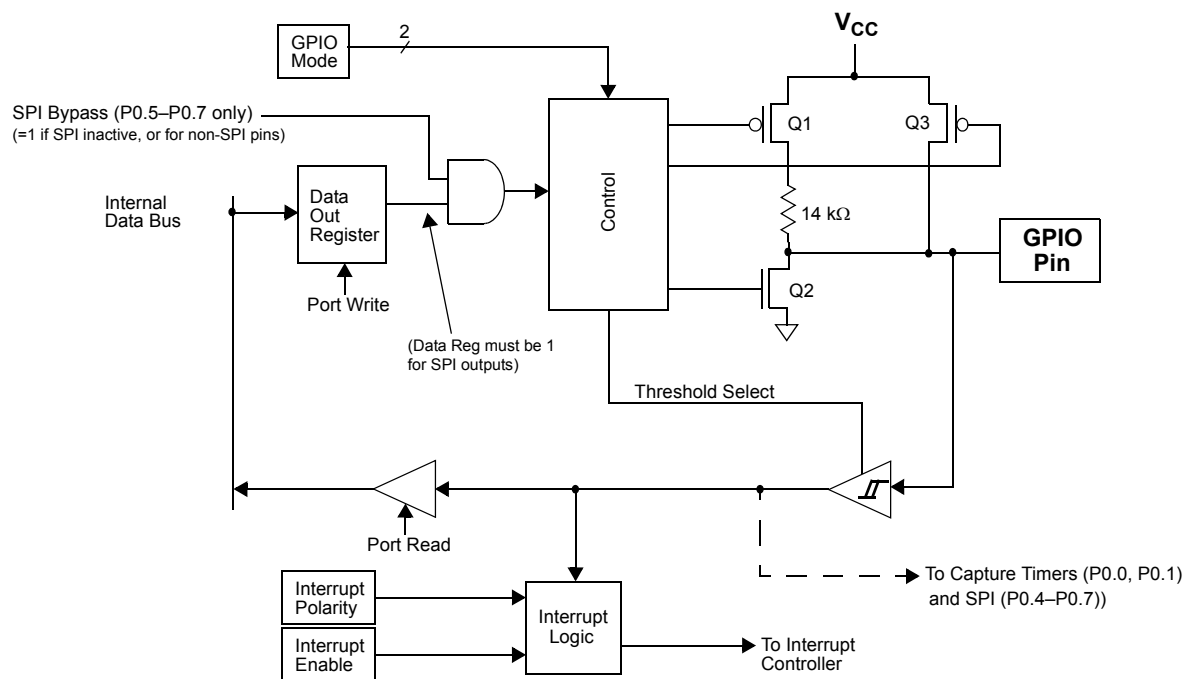 GPIO
Mode
2
VCC
SPI Bypass (P0.5–P0.7 only)
(=1 if SPI inactive, or for non-SPI pins)
Q1
Q3
Internal
Data Bus
Data
Out
Register
Control
14 kΩ
GPIO
Pin
Port Write
Q2
(Data Reg must be 1
for SPI outputs)
Threshold Select
Port Read
To Capture Timers (P0.0, P0.1)
and SPI (P0.4–P0.7))
Interrupt
Polarity
Interrupt
Logic
Interrupt
Enable
To Interrupt
Controller